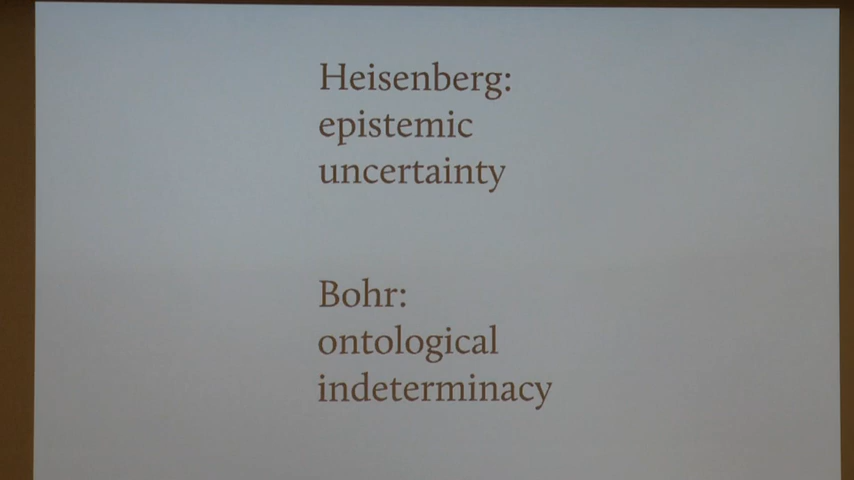 Heisenberg:
epistemic
uncertainty
Bohr:
ontological
indeterminacy